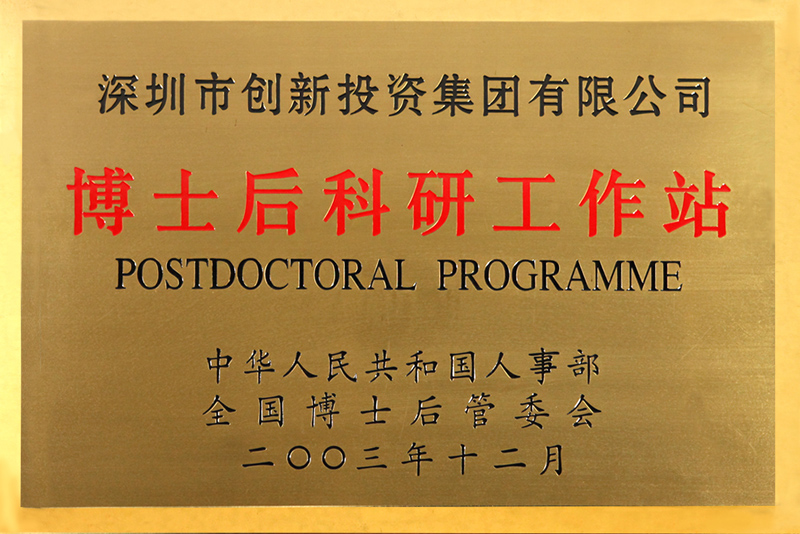 深圳市创新投资集团有限公司
博士后科研工作站
POSTDOCTORAL PROGRAMME
中华人民共和国人事部
全国博士后管委会
二〇〇三年十二月